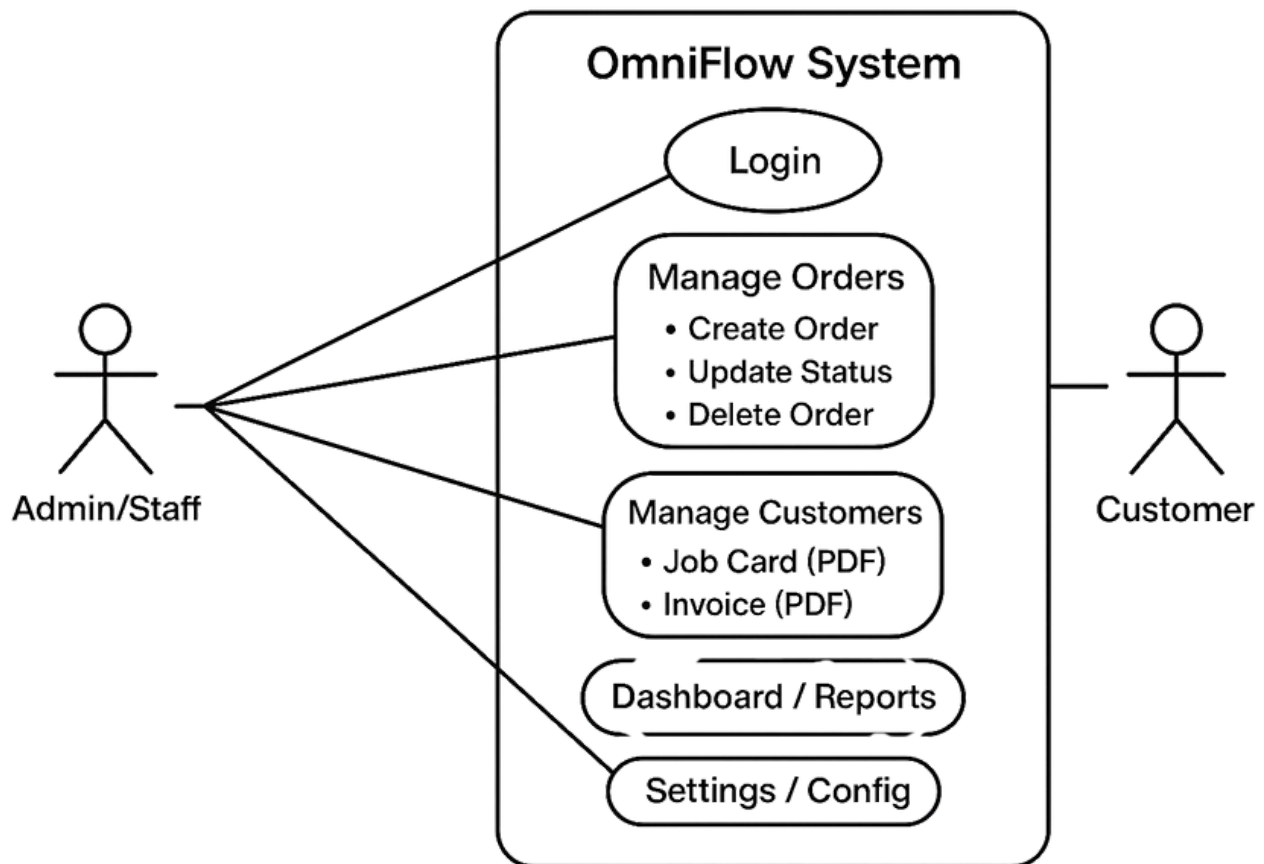 OmniFlow System
Login
Manage Orders
• Create Order
• Update Status
• Delete Order
Manage Customers
• Job Card (PDF)
• Invoice (PDF)
Dashboard / Reports
Settings / Config
Admin/Staff
Customer